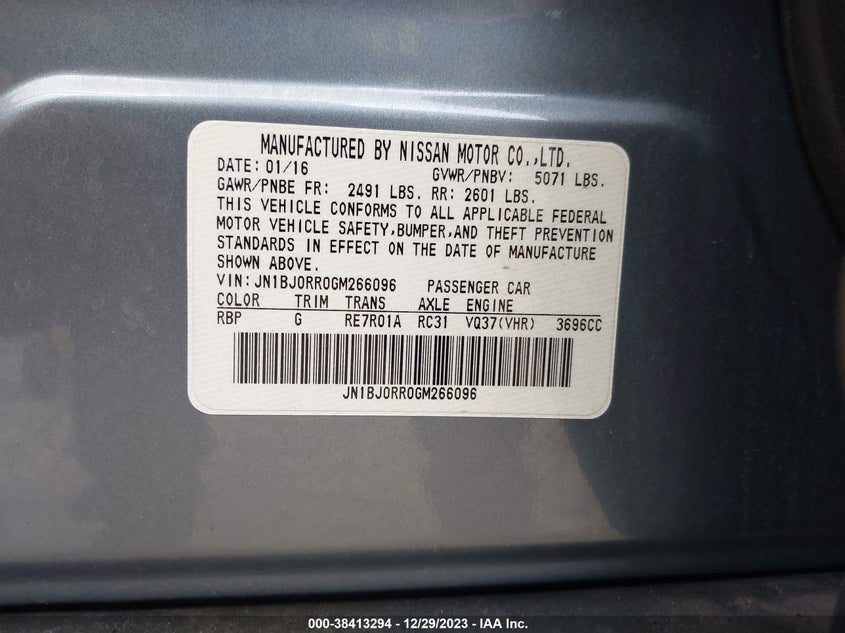 MANUFACTURED BY NISSAN MOTOR CO.,LTD.
DATE: 01/16 GVWR/PNBV: 5071 LBS.
GAWR/PNBE FR: 2491 LBS. RR: 2601 LBS.
THIS VEHICLE CONFORMS TO ALL APPLICABLE FEDERAL
MOTOR VEHICLE SAFETY,BUMPER,AND THEFT PREVENTION
STANDARDS IN EFFECT ON THE DATE OF MANUFACTURE
SHOWN ABOVE.
VIN:JN1BJ0RR0GM266096 PASSENGER CAR
COLOR TRIM TRANS AXLE ENGINE
RBP G RE7R01A RC31 VQ37(VHR) 3696CC
JN1BJ0RR0GM266096
000-38413294 - 12/29/2023 - IAA Inc.